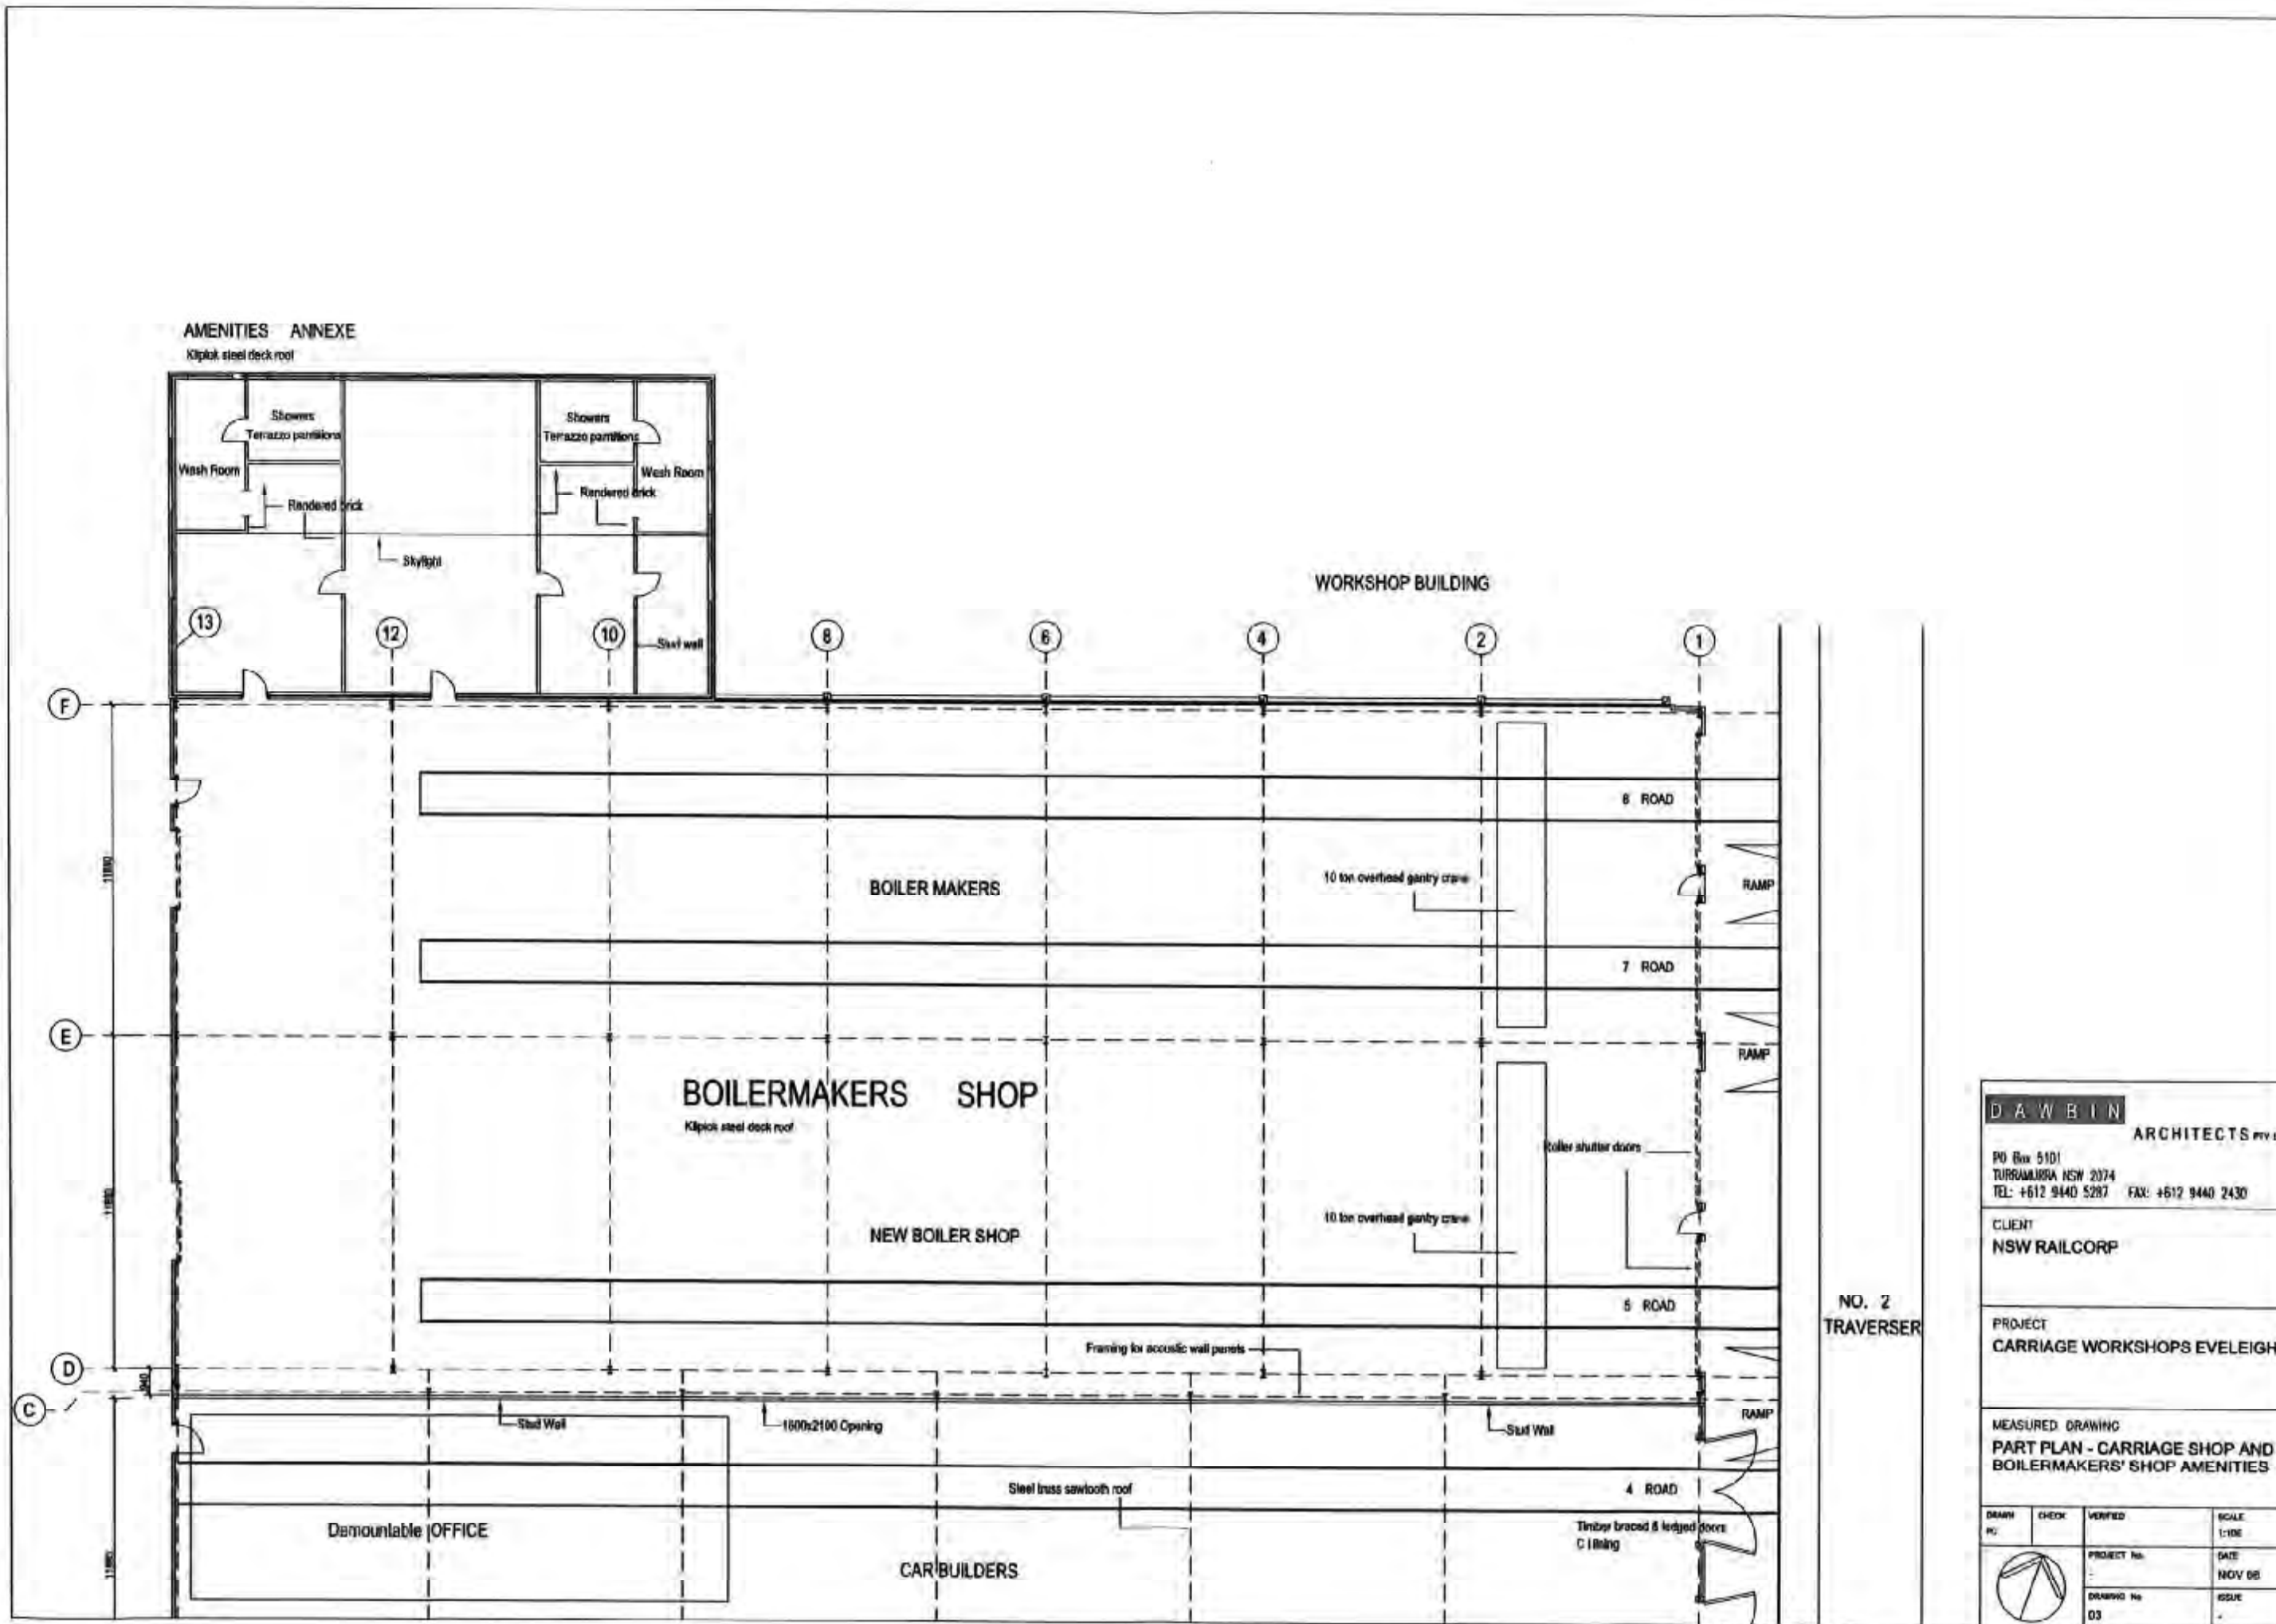 AMENITIES ANNEXE
Kliplok steel deck roof
Showers
Terrazzo partitions
Showers
Terrazzo partitions
Wash Room
Wash Room
Rendered brick
Rendered brick
Skylight
WORKSHOP BUILDING
13
12
10
8
6
4
2
1
Stud wall
F
ROAD
11880
BOILER MAKERS
10 ton overhead gantry crane
RAMP
7 ROAD
E
RAMP
BOILERMAKERS SHOP
Kliplok steel deck roof
Roller shutter doors
11880
10 ton overhead gantry crane
NEW BOILER SHOP
5 ROAD
NO. 2
TRAVERSER
Framing for acoustic wall panels
D
940
C
Stud Wall
1600x2100 Opening
Stud Wall
RAMP
Steel truss sawtooth roof
4 ROAD
Demountable OFFICE
Timber braced & ledged doors
C I lining
CAR BUILDERS
DAWBIN
ARCHITECTS PTY
PO Box 5101
TURRAMURRA NSW 2074
TEL: +612 9440 5287 FAX: +612 9440 2430
CLIENT
NSW RAILCORP
PROJECT
CARRIAGE WORKSHOPS EVELEIGH
MEASURED DRAWING
PART PLAN - CARRIAGE SHOP AND
BOILERMAKERS' SHOP AMENITIES
DRAWN CHECK VERIFIED SCALE
PROJECT No. DATE
NOV 06
DRAWING No ISSUE
03